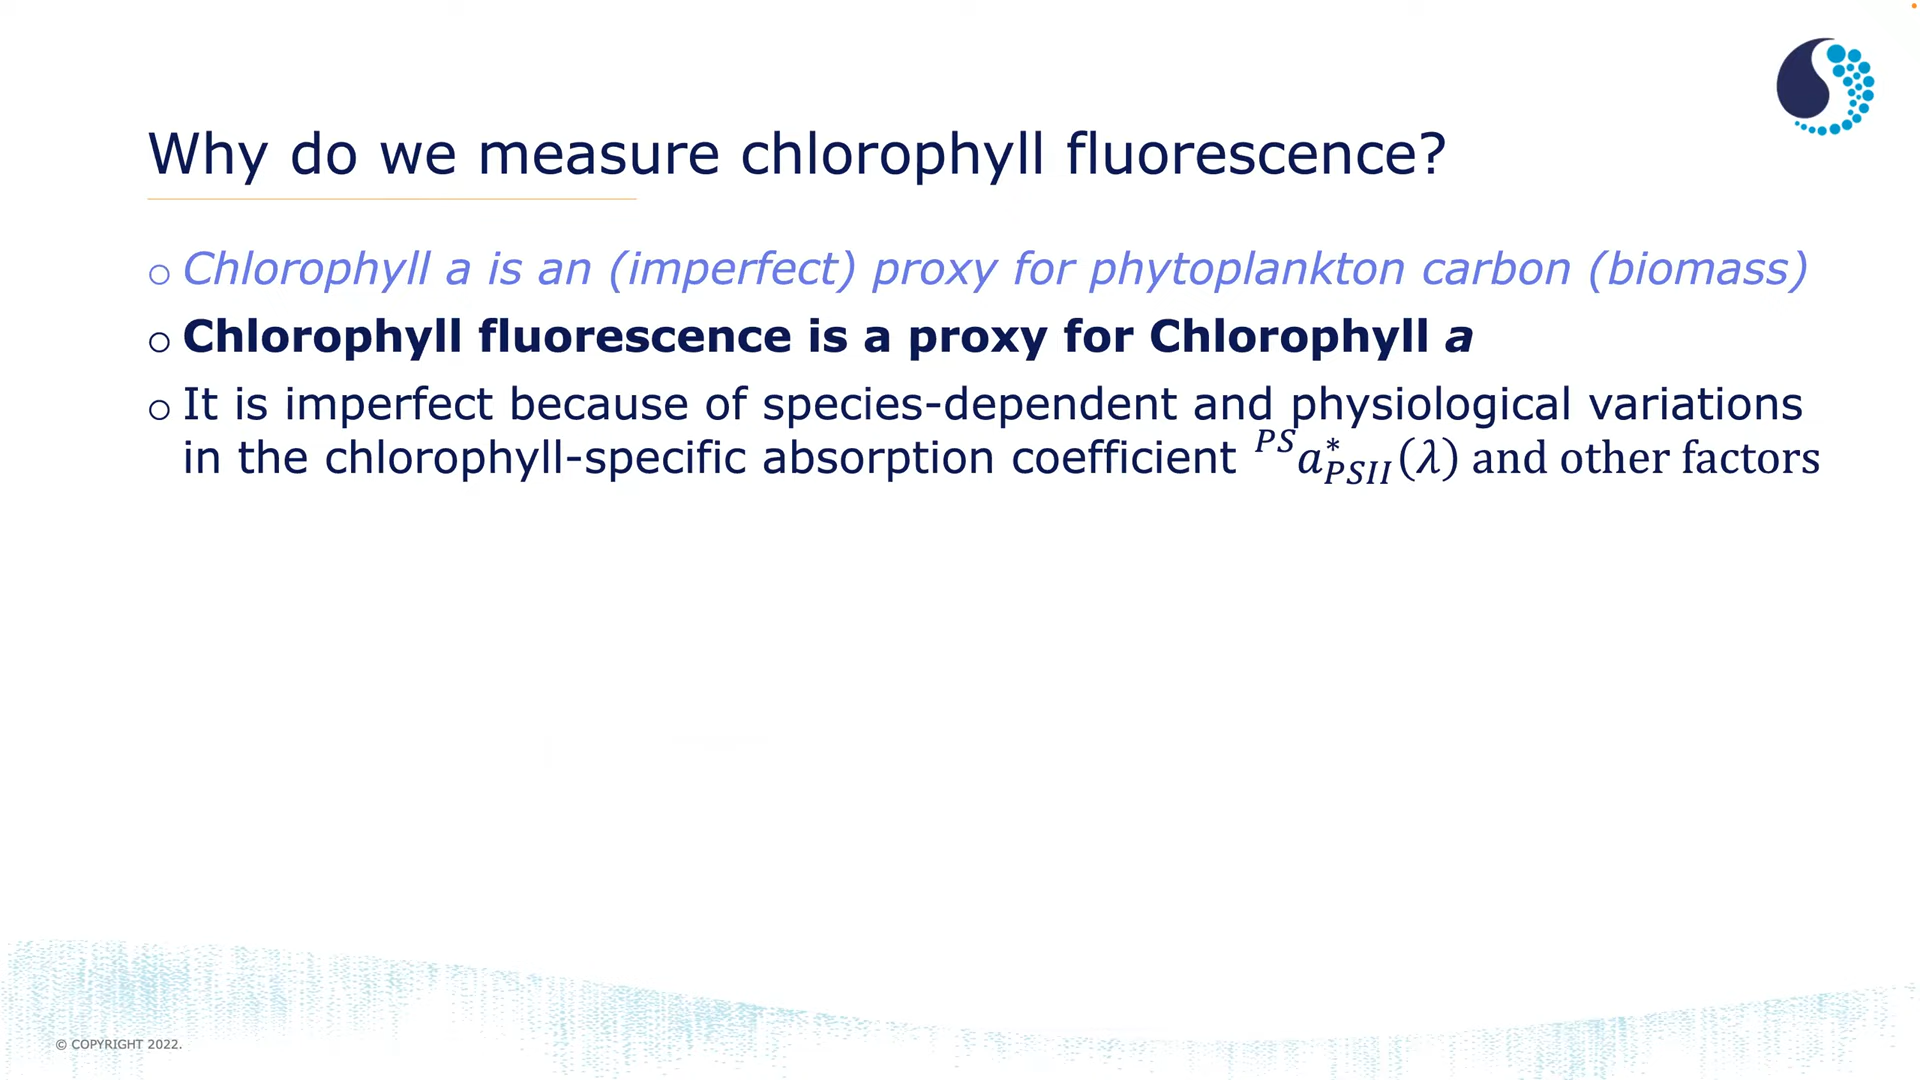 Why do we measure chlorophyll fluorescence?
○ Chlorophyll a is an (imperfect) proxy for phytoplankton carbon (biomass)
○ Chlorophyll fluorescence is a proxy for Chlorophyll a
○ It is imperfect because of species-dependent and physiological variations
in the chlorophyll-specific absorption coefficient ᴾˢa*_PSII(λ) and other factors
© COPYRIGHT 2022.